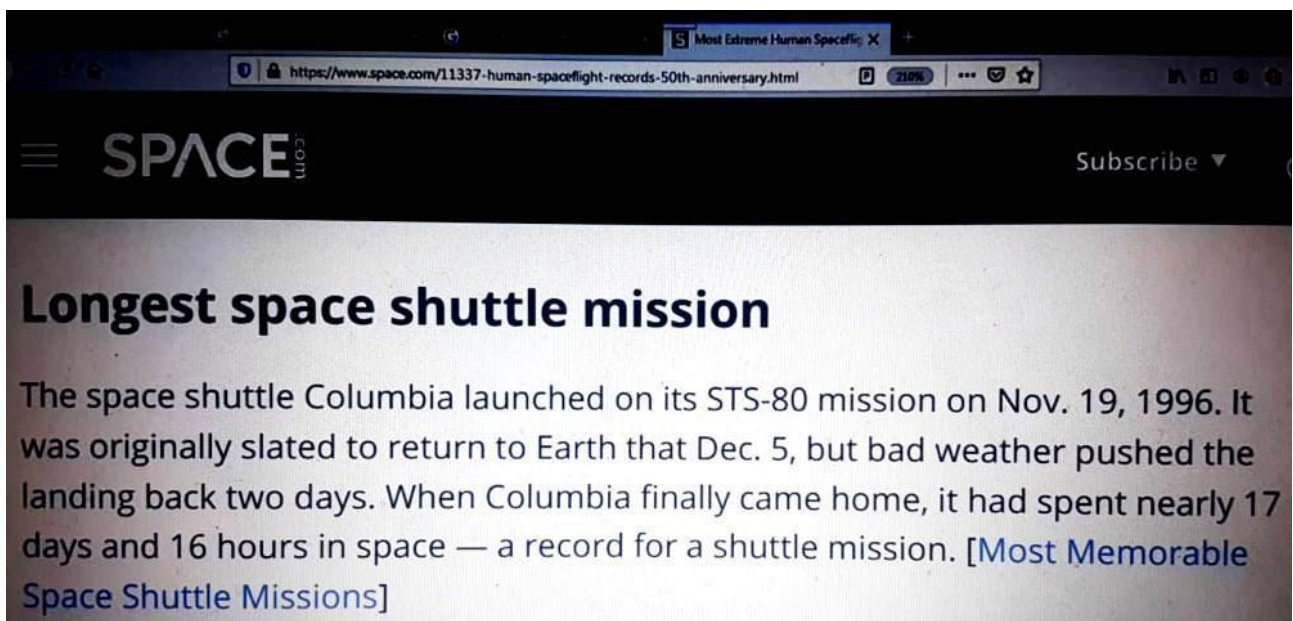 S Most Extreme Human Spaceflig X +
https://www.space.com/11337-human-spaceflight-records-50th-anniversary.html 210% ...
SPACE.com Subscribe ▼
Longest space shuttle mission
The space shuttle Columbia launched on its STS-80 mission on Nov. 19, 1996. It
was originally slated to return to Earth that Dec. 5, but bad weather pushed the
landing back two days. When Columbia finally came home, it had spent nearly 17
days and 16 hours in space — a record for a shuttle mission. [Most Memorable
Space Shuttle Missions]